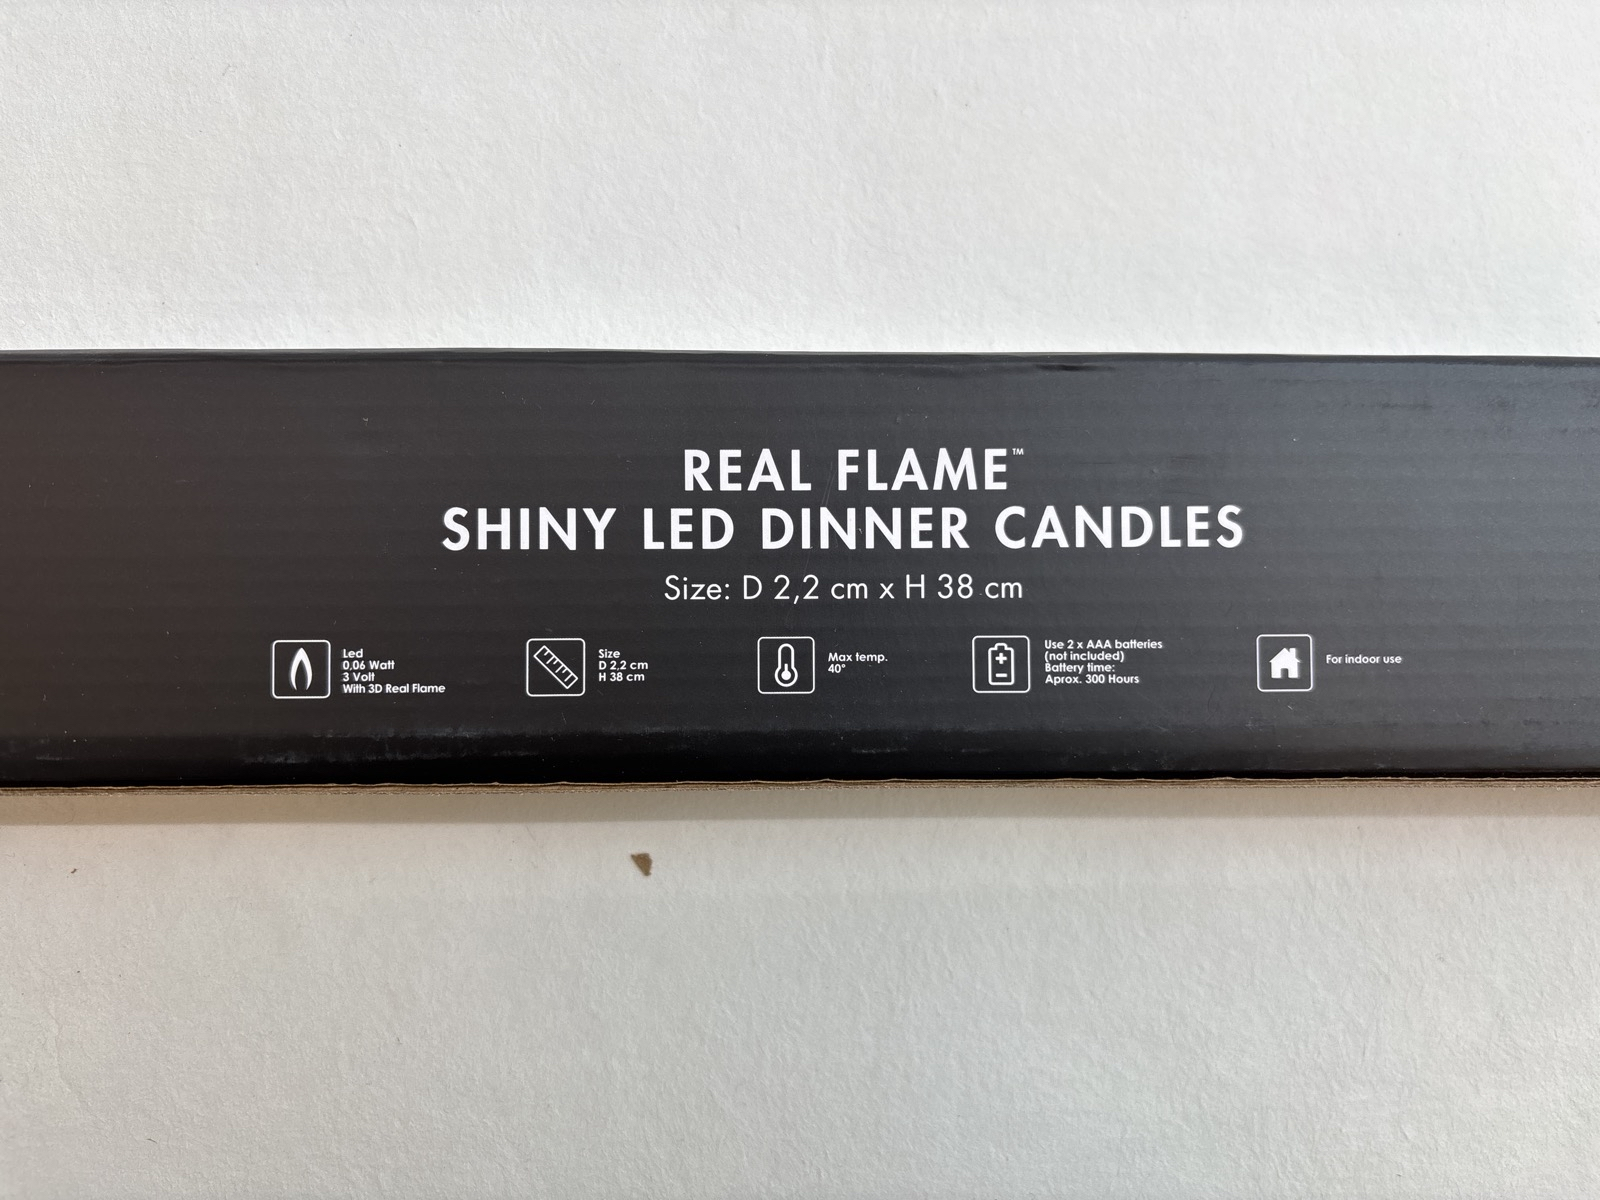 REAL FLAME™
SHINY LED DINNER CANDLES
Size: D 2,2 cm x H 38 cm
Led
0,06 Watt
3 Volt
With 3D Real Flame
Size
D 2,2 cm
H 38 cm
Max temp.
40°
Use 2 x AAA batteries
(not included)
Battery time:
Aprox. 300 Hours
For indoor use